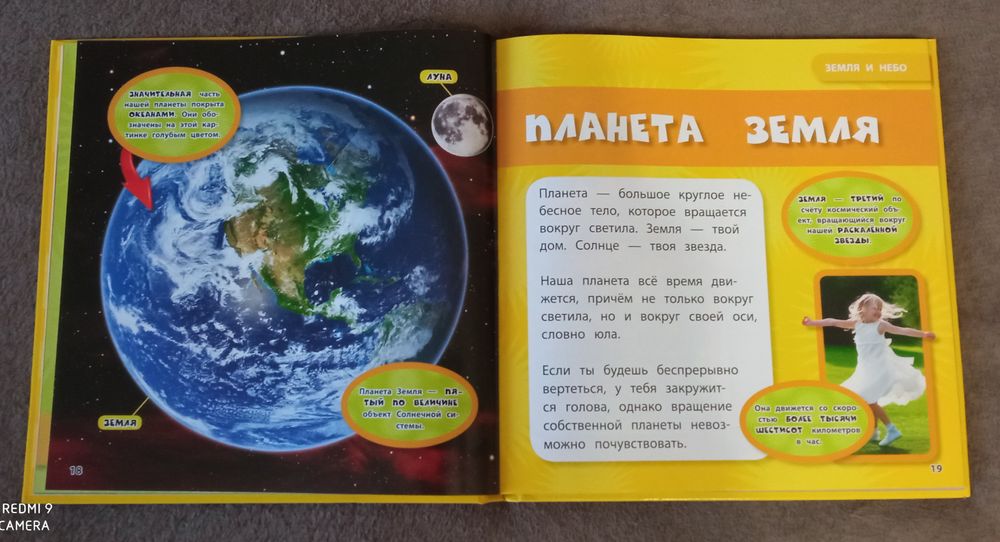 ЗНАЧИТЕЛЬНАЯ часть
нашей планеты покрыта
ОКЕАНАМИ. Они обо-
значены на этой кар-
тинке голубым цветом.
ЛУНА
Планета Земля — ПЯ-
ТЫЙ ПО ВЕЛИЧИНЕ
объект Солнечной си-
стемы.
ЗЕМЛЯ
18
ЗЕМЛЯ И НЕБО
ПЛАНЕТА ЗЕМЛЯ
Планета — большое круглое не-
бесное тело, которое вращается
вокруг светила. Земля — твой
дом. Солнце — твоя звезда.
Наша планета всё время дви-
жется, причём не только вокруг
светила, но и вокруг своей оси,
словно юла.
Если ты будешь беспрерывно
вертеться, у тебя закружит-
ся голова, однако вращение
собственной планеты невоз-
можно почувствовать.
ЗЕМЛЯ — ТРЕТИЙ по
счёту космический объ-
ект, вращающийся вокруг
нашей РАСКАЛЁННОЙ
ЗВЕЗДЫ.
Она движется со скоро-
стью БОЛЕЕ ТЫСЯЧИ
ШЕСТИСОТ километров
в час.
19
REDMI 9
CAMERA